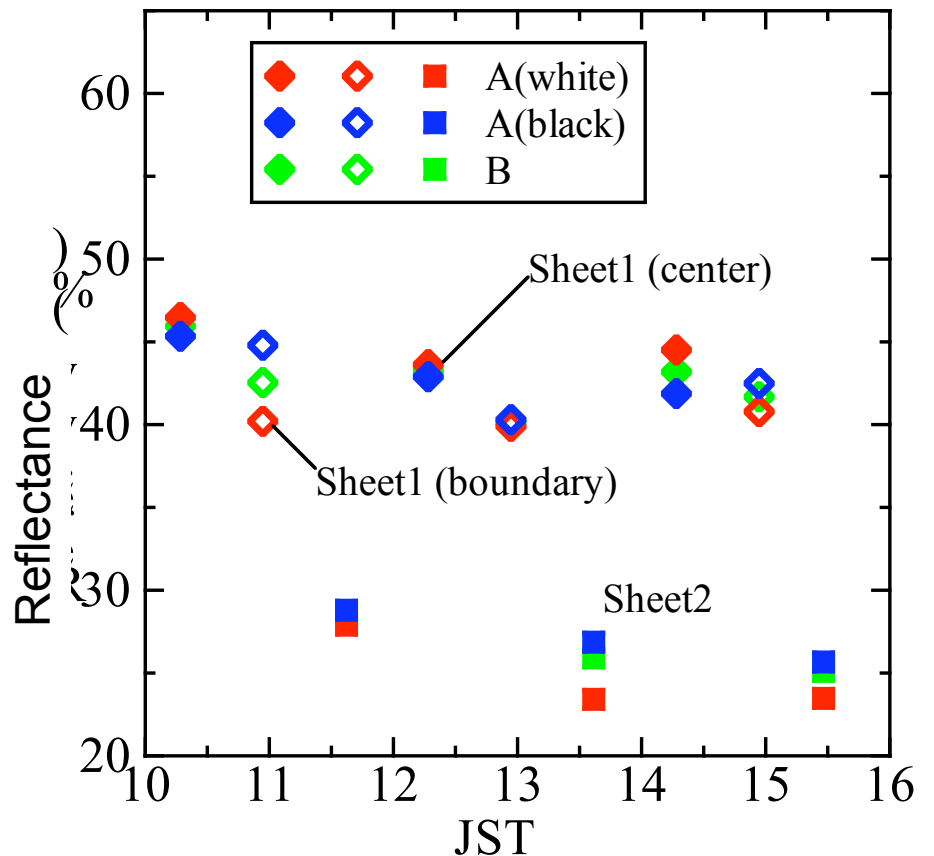 A(white)
A(black)
B
60
50
40
30
20
Reflectance
(%)
Sheet1 (center)
Sheet1 (boundary)
Sheet2
10 11 12 13 14 15 16
JST